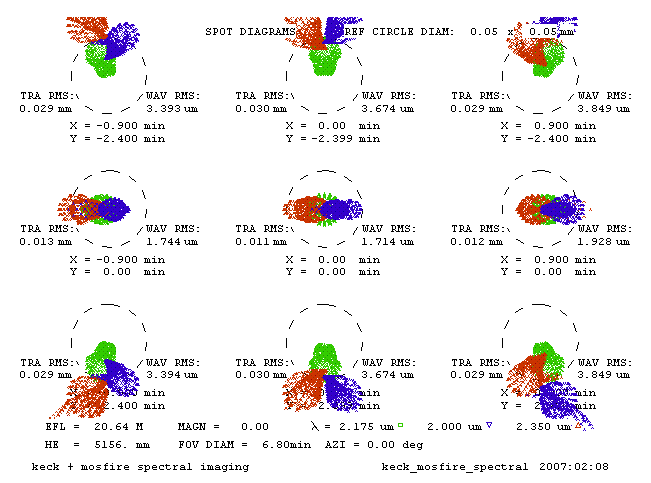 SPOT DIAGRAMS REF CIRCLE DIAM: 0.05 x 0.05mm
TRA RMS: WAV RMS: TRA RMS: WAV RMS: TRA RMS: WAV RMS:
0.029 mm 3.393 um 0.030 mm 3.674 um 0.029 mm 3.849 um
X = -0.900 min X = 0.00 min X = 0.900 min
Y = -2.400 min Y = -2.399 min Y = -2.400 min
TRA RMS: WAV RMS: TRA RMS: WAV RMS: TRA RMS: WAV RMS:
0.013 mm 1.744 um 0.011 mm 1.714 um 0.012 mm 1.928 um
X = -0.900 min X = 0.00 min X = 0.900 min
Y = 0.00 min Y = 0.00 min Y = 0.00 min
TRA RMS: WAV RMS: TRA RMS: WAV RMS: TRA RMS: WAV RMS:
0.029 mm 3.394 um 0.030 mm 3.674 um 0.029 mm 3.849 um
min min X = min
.400 min min Y = min
EFL = 20.64 M MAGN = 0.00 λ = 2.175 um 2.000 um 2.350 um
HE = 5156. mm FOV DIAM = 6.80min AZI = 0.00 deg
keck + mosfire spectral imaging keck_mosfire_spectral 2007:02:08